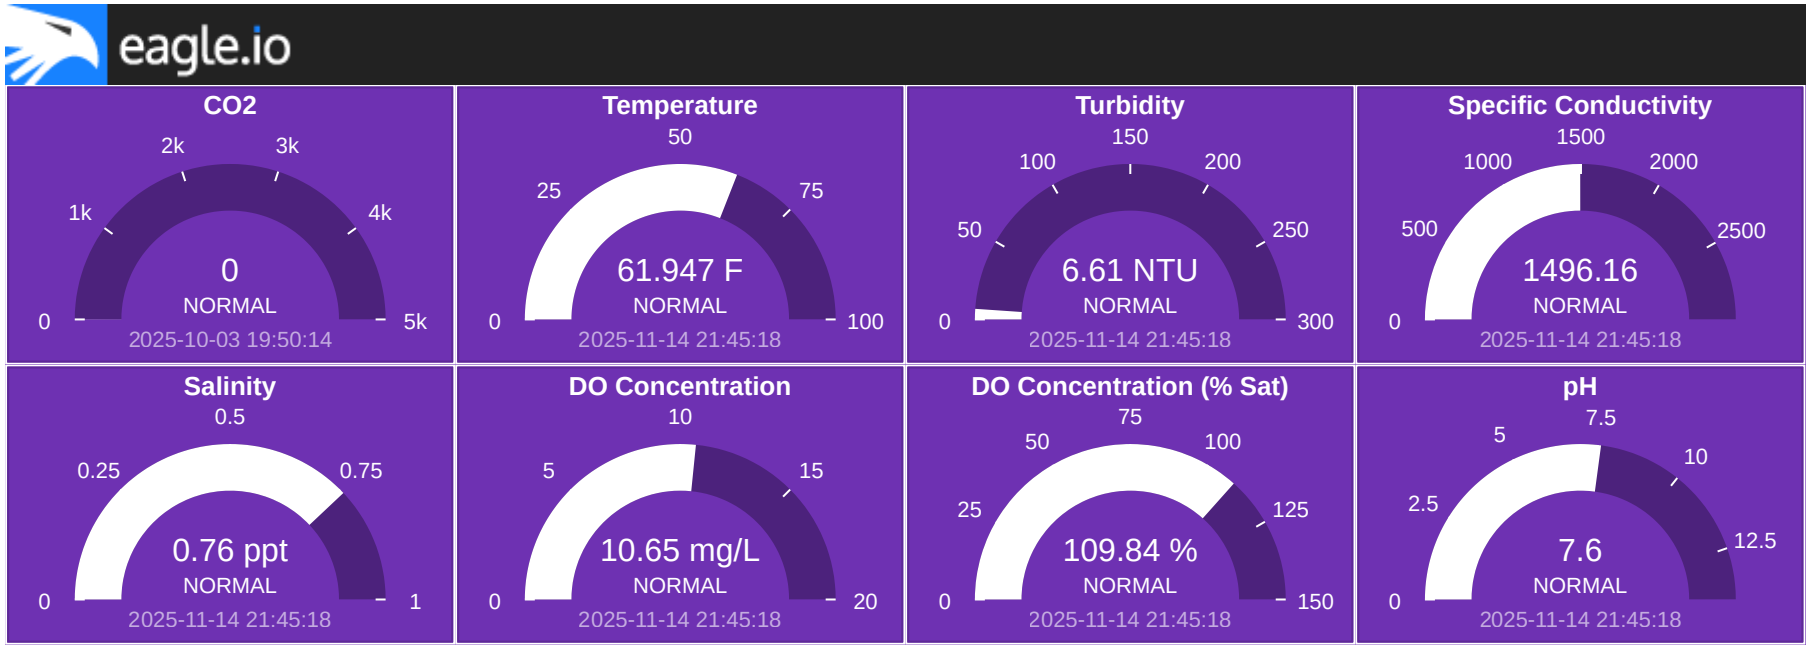 eagle.io
CO2
2k
3k
1k
4k
0
NORMAL
0
5k
2025-10-03 19:50:14
Temperature
50
25
75
61.947 F
NORMAL
0
100
2025-11-14 21:45:18
Turbidity
150
100
200
50
250
6.61 NTU
NORMAL
0
300
2025-11-14 21:45:18
Specific Conductivity
1500
1000
2000
500
2500
1496.16
NORMAL
0
2025-11-14 21:45:18
Salinity
0.5
0.25
0.75
0.76 ppt
NORMAL
0
1
2025-11-14 21:45:18
DO Concentration
10
5
15
10.65 mg/L
NORMAL
0
20
2025-11-14 21:45:18
DO Concentration (% Sat)
75
50
100
25
125
109.84 %
NORMAL
0
150
2025-11-14 21:45:18
pH
7.5
5
10
2.5
12.5
7.6
NORMAL
0
2025-11-14 21:45:18